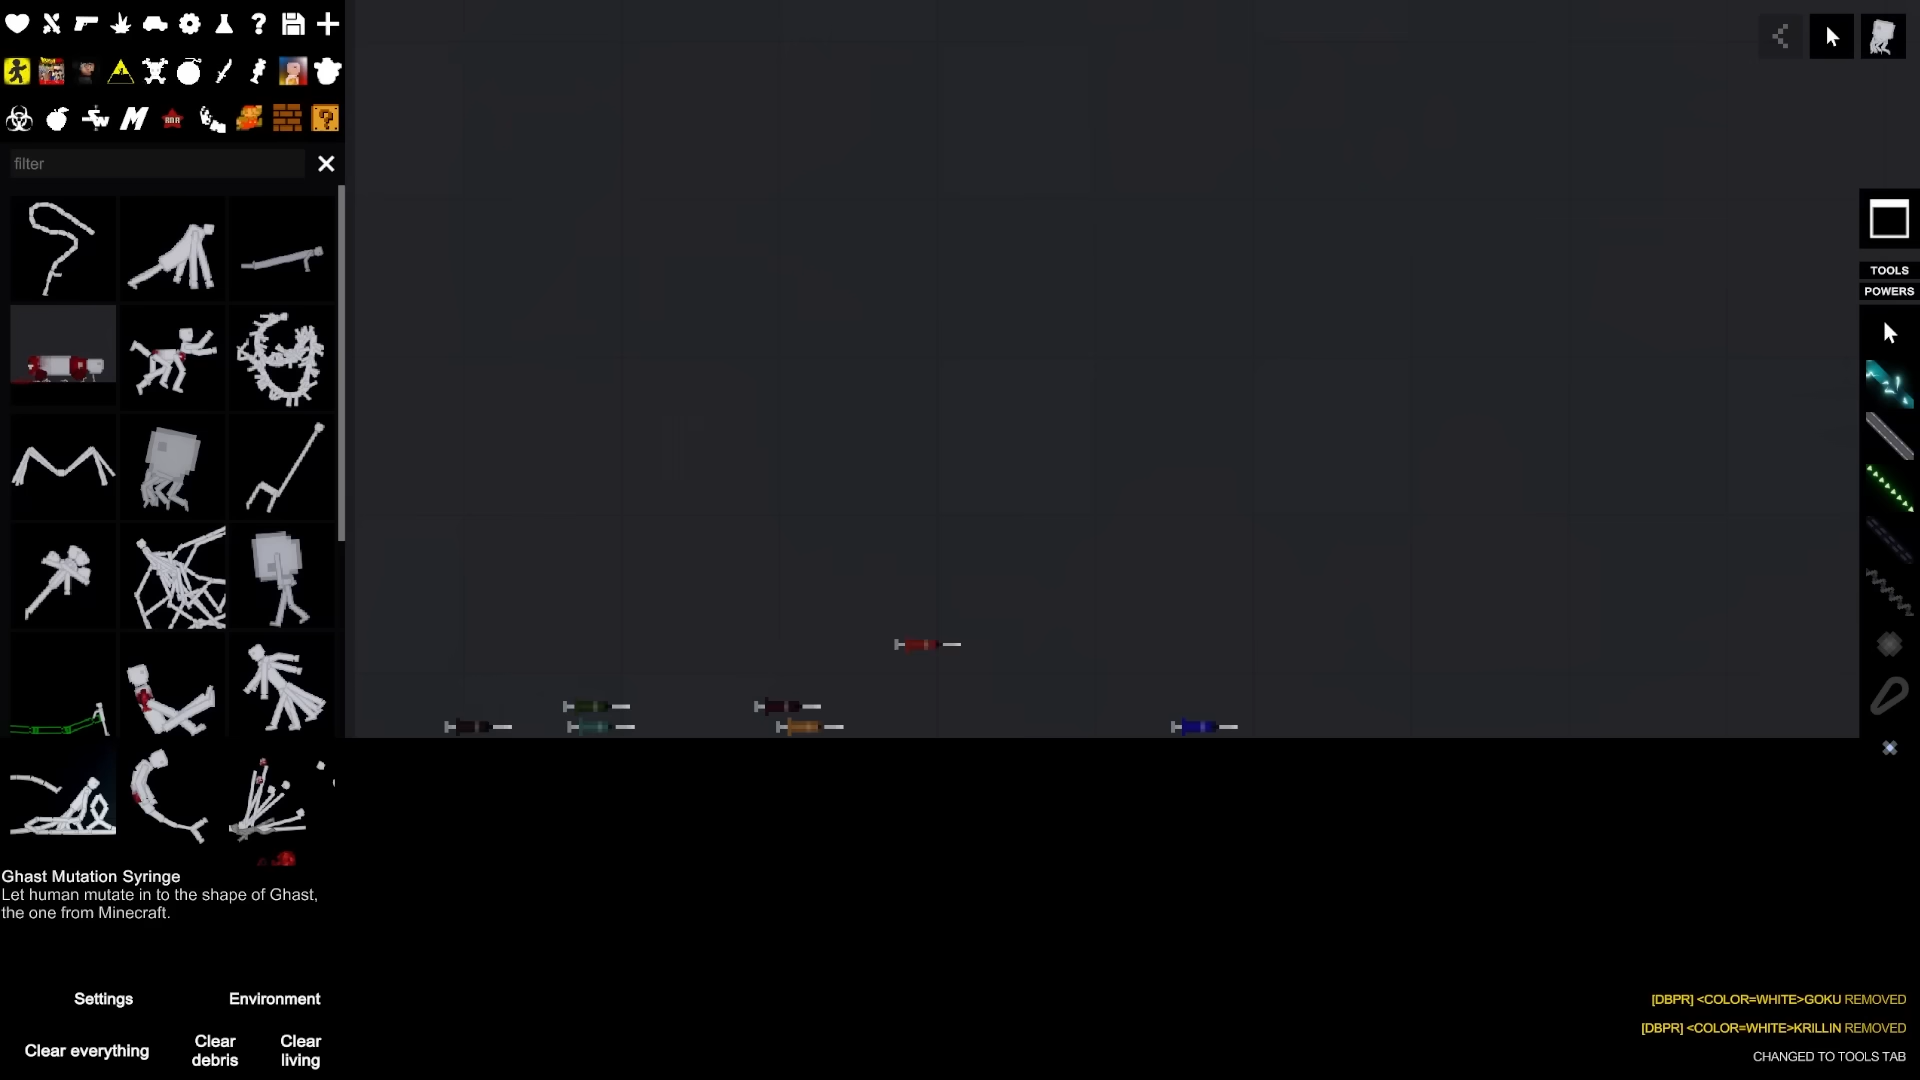 filter
TOOLS
POWERS
Ghast Mutation Syringe
Let human mutate in to the shape of Ghast,
the one from Minecraft.
Settings
Environment
Clear everything
Clear
debris
Clear
living
[DBPR] <COLOR=WHITE>GOKU REMOVED
[DBPR] <COLOR=WHITE>KRILLIN REMOVED
CHANGED TO TOOLS TAB